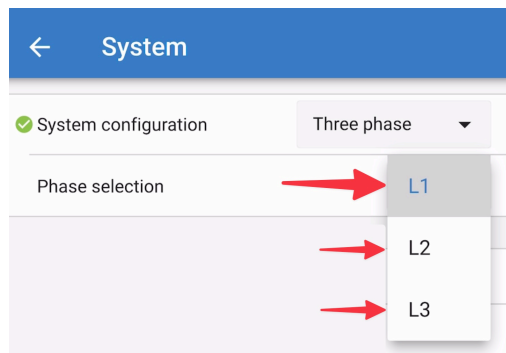 System
System configuration
Three phase
Phase selection
L1
L2
L3